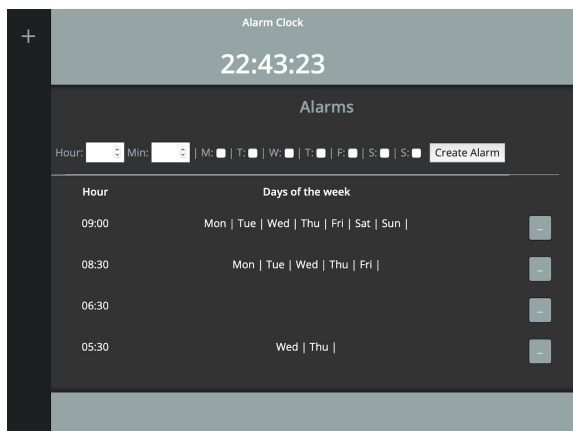 +
Alarm Clock
22:43:23
Alarms
Hour: Min: | M: | T: | W: | T: | F: | S: | S: Create Alarm
Hour Days of the week
09:00 Mon | Tue | Wed | Thu | Fri | Sat | Sun | _
08:30 Mon | Tue | Wed | Thu | Fri | _
06:30 _
05:30 Wed | Thu | _